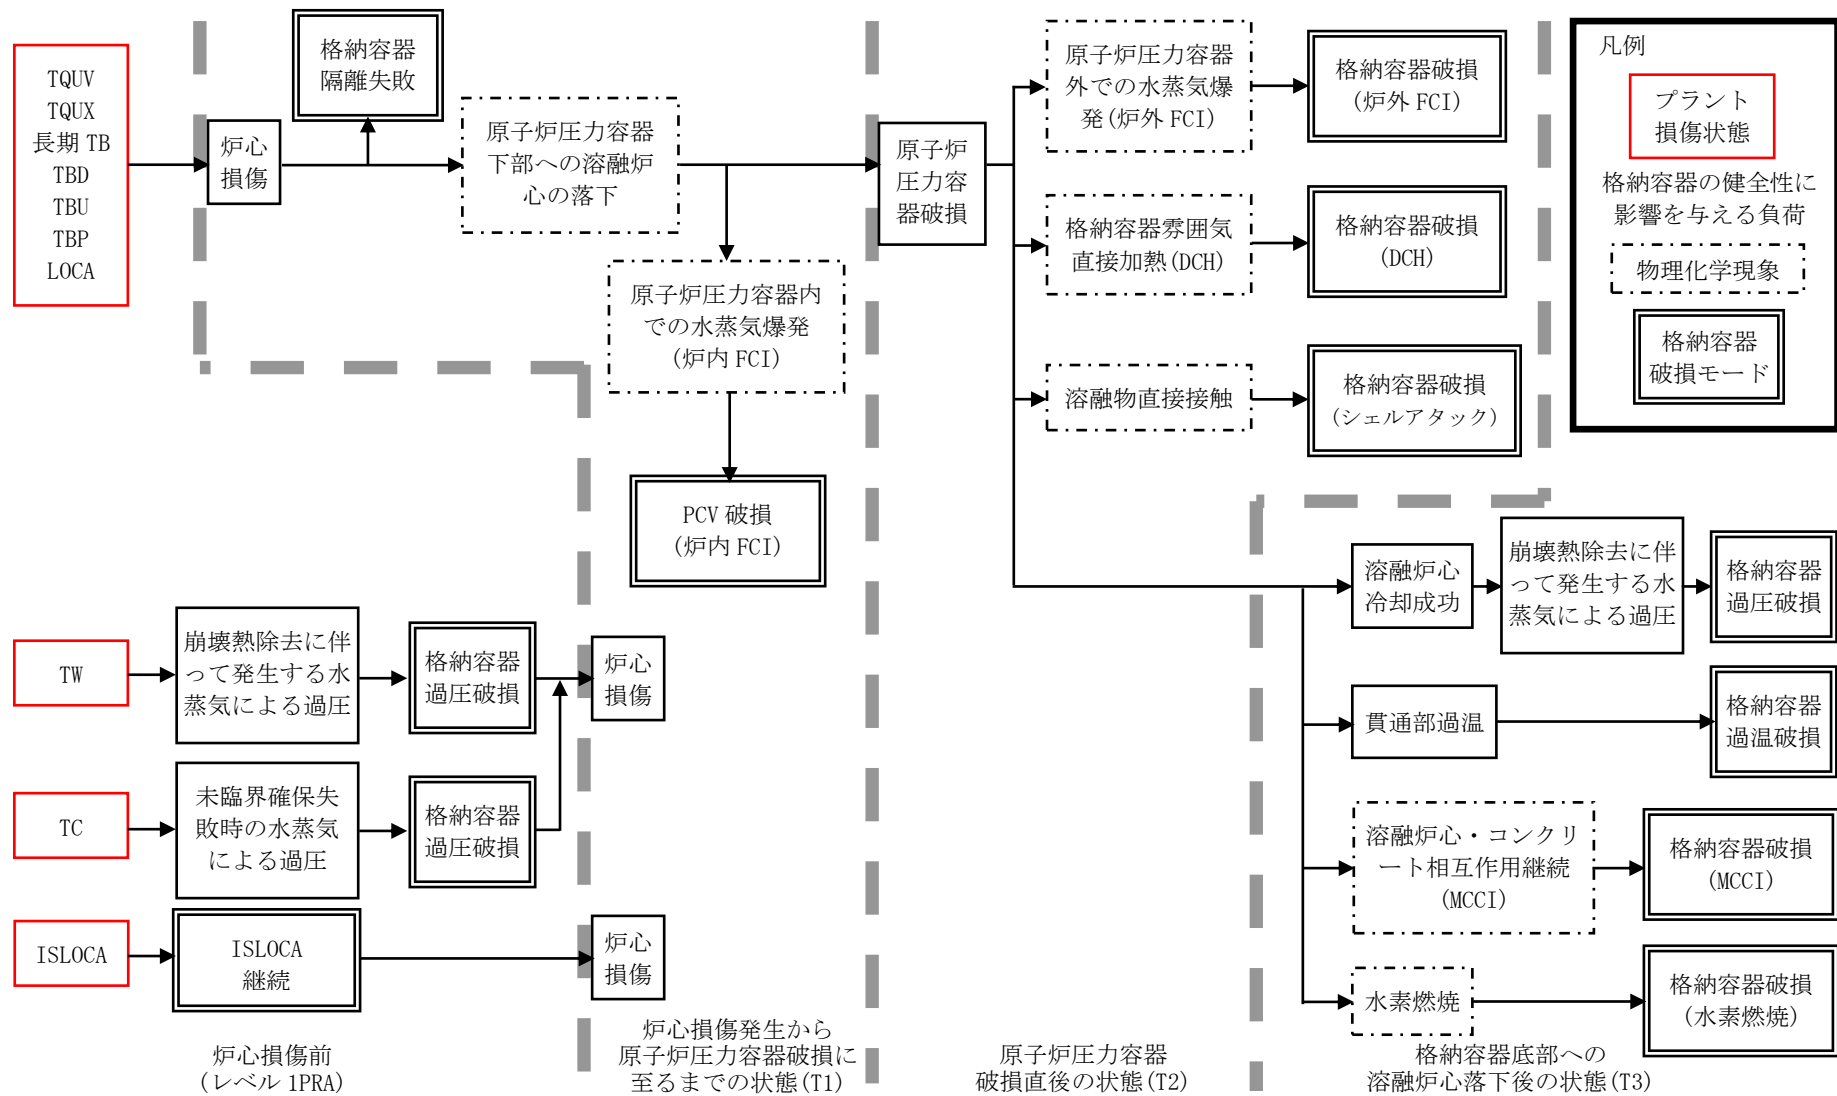 TQUV
TQUX
長期 TB
TBD
TBU
TBP
LOCA
炉心
損傷
格納容器
隔離失敗
原子炉圧力容器
下部への溶融炉
心の落下
原子炉圧力容器内
での水蒸気爆発
(炉内 FCI)
PCV 破損
(炉内 FCI)
原子炉
圧力容
器破損
原子炉圧力容器
外での水蒸気爆
発(炉外 FCI)
格納容器破損
(炉外 FCI)
格納容器雰囲気
直接加熱(DCH)
格納容器破損
(DCH)
溶融物直接接触
格納容器破損
(シェルアタック)
凡例
プラント
損傷状態
格納容器の健全性に
影響を与える負荷
物理化学現象
格納容器
破損モード
溶融炉心
冷却成功
崩壊熱除去に伴
って発生する水
蒸気による過圧
格納容器
過圧破損
貫通部過温
格納容器
過温破損
溶融炉心・コンクリ
ート相互作用継続
(MCCI)
格納容器破損
(MCCI)
水素燃焼
格納容器破損
(水素燃焼)
TW
崩壊熱除去に伴
って発生する水
蒸気による過圧
格納容器
過圧破損
炉心
損傷
TC
未臨界確保失
敗時の水蒸気
による過圧
格納容器
過圧破損
ISLOCA
ISLOCA
継続
炉心
損傷
炉心損傷前
(レベル 1PRA)
炉心損傷発生から
原子炉圧力容器破損に
至るまでの状態(T1)
原子炉圧力容器
破損直後の状態(T2)
格納容器底部への
溶融炉心落下後の状態(T3)